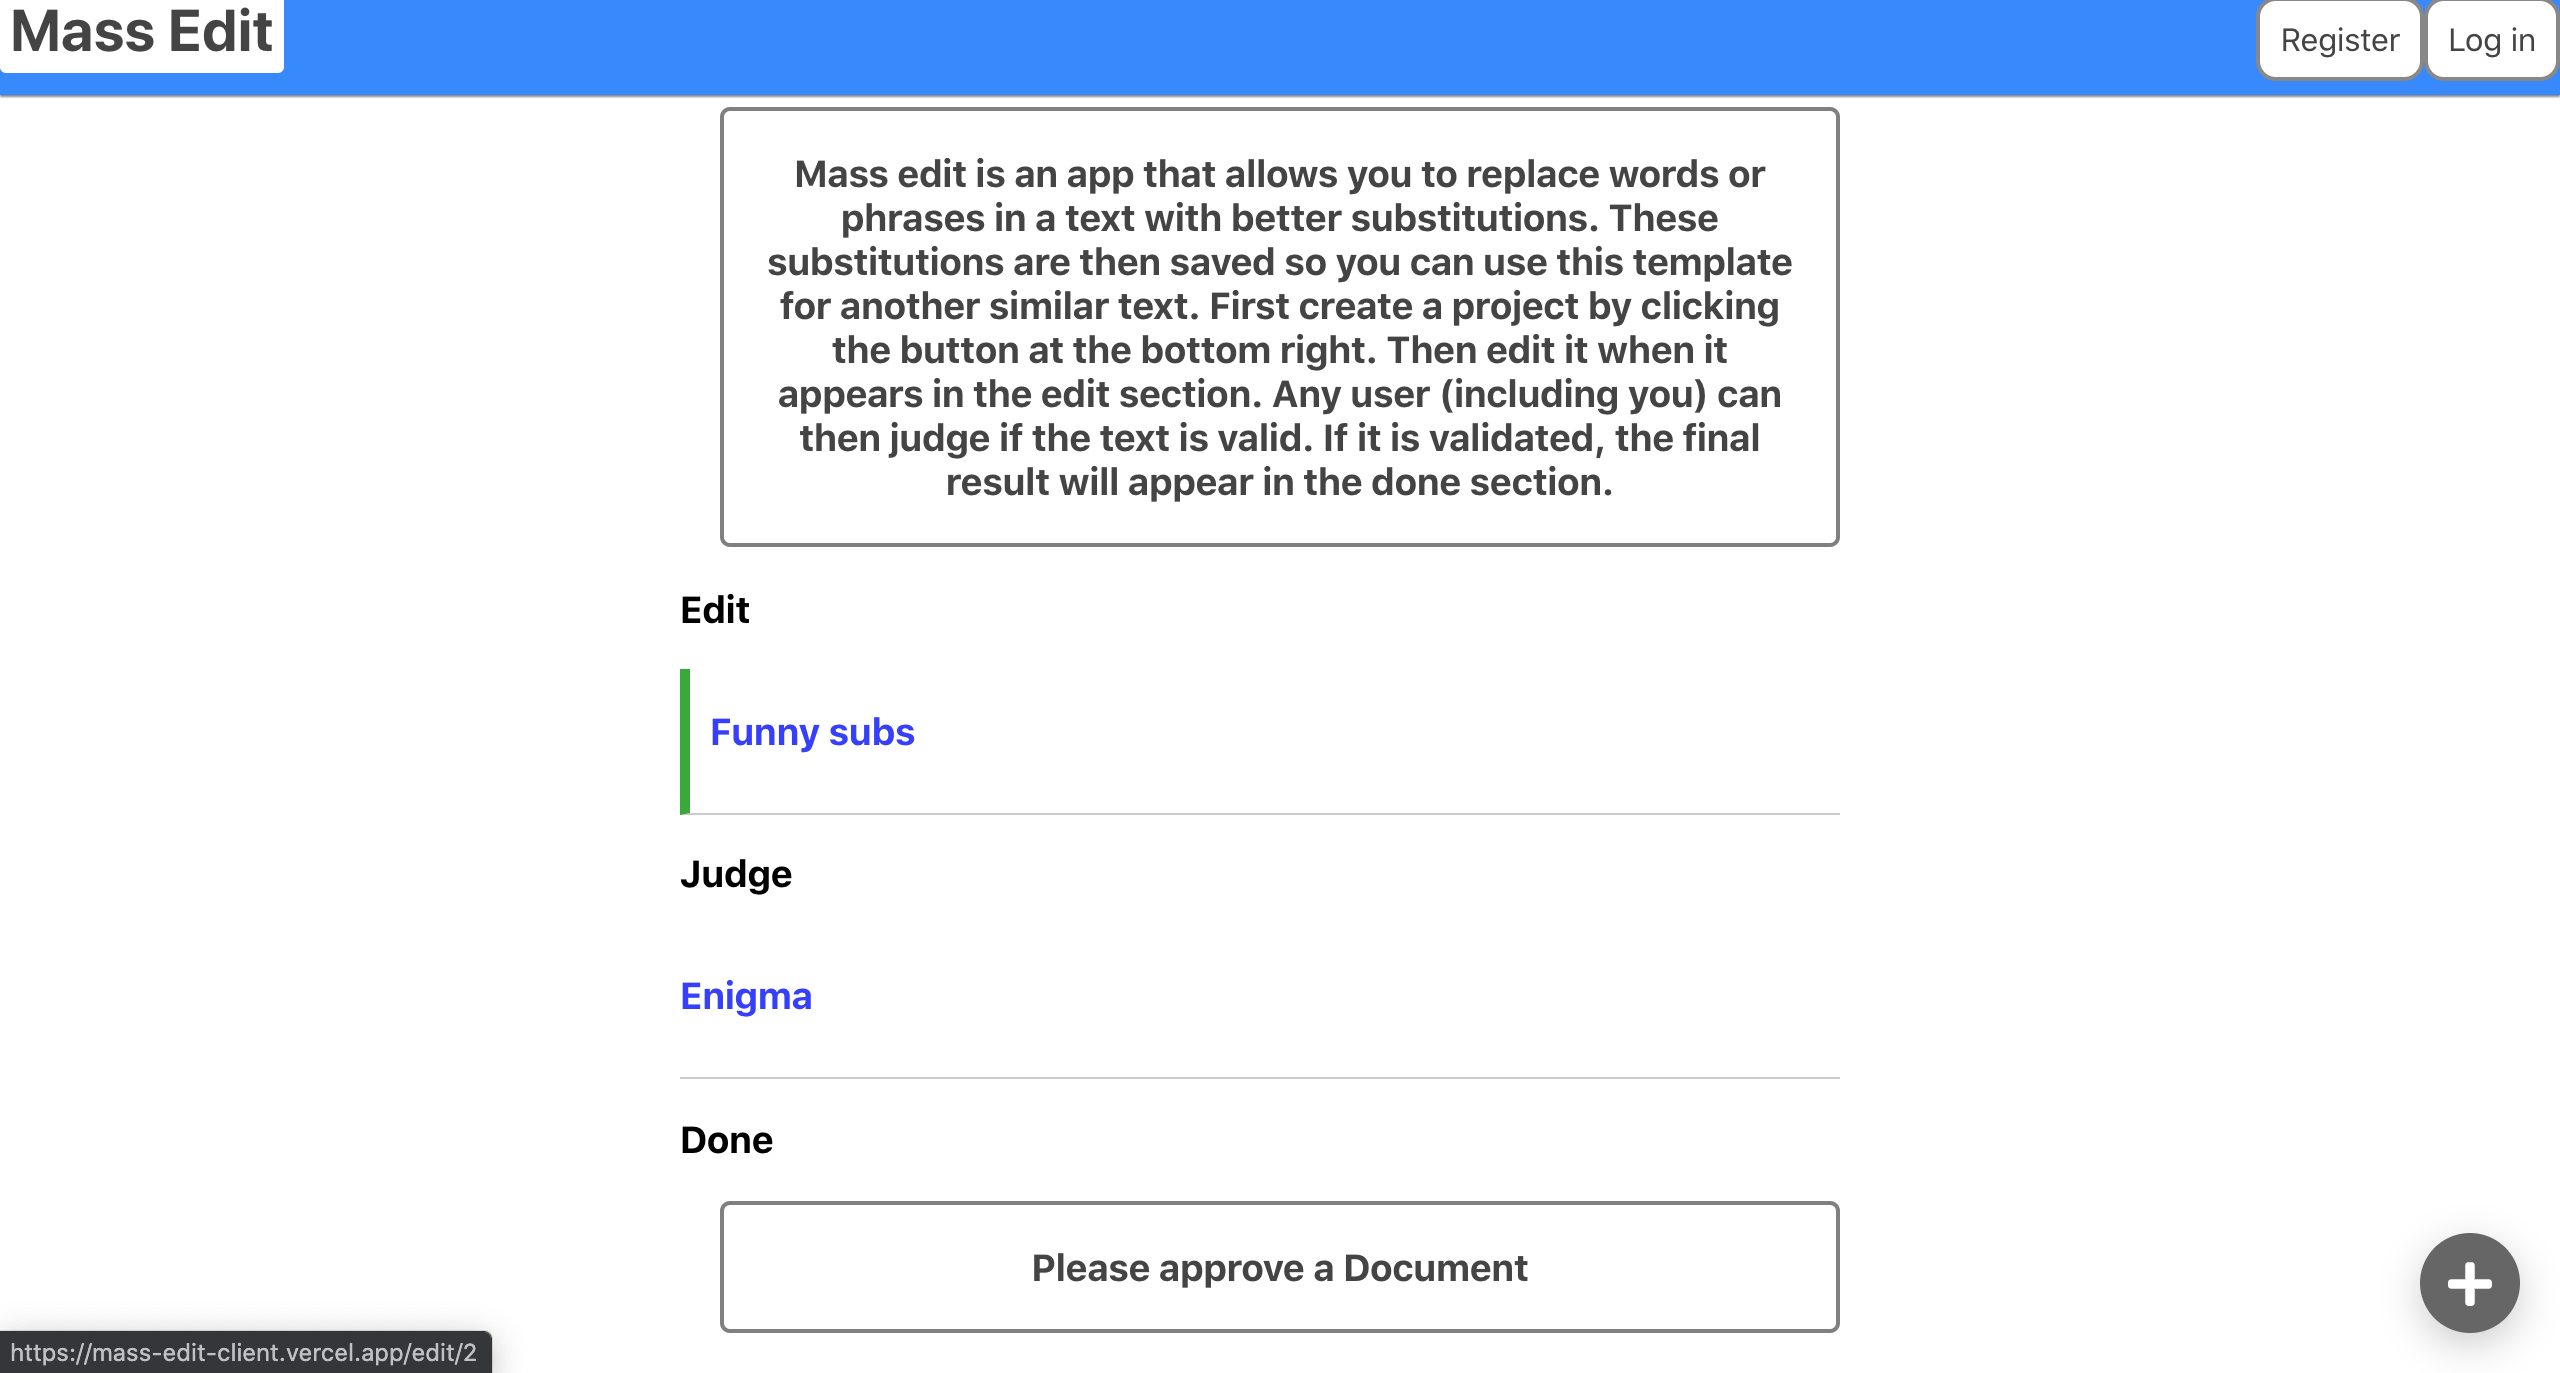 Mass Edit
Register
Log in
Mass edit is an app that allows you to replace words or
phrases in a text with better substitutions. These
substitutions are then saved so you can use this template
for another similar text. First create a project by clicking
the button at the bottom right. Then edit it when it
appears in the edit section. Any user (including you) can
then judge if the text is valid. If it is validated, the final
result will appear in the done section.
Edit
Funny subs
Judge
Enigma
Done
Please approve a Document
https://mass-edit-client.vercel.app/edit/2